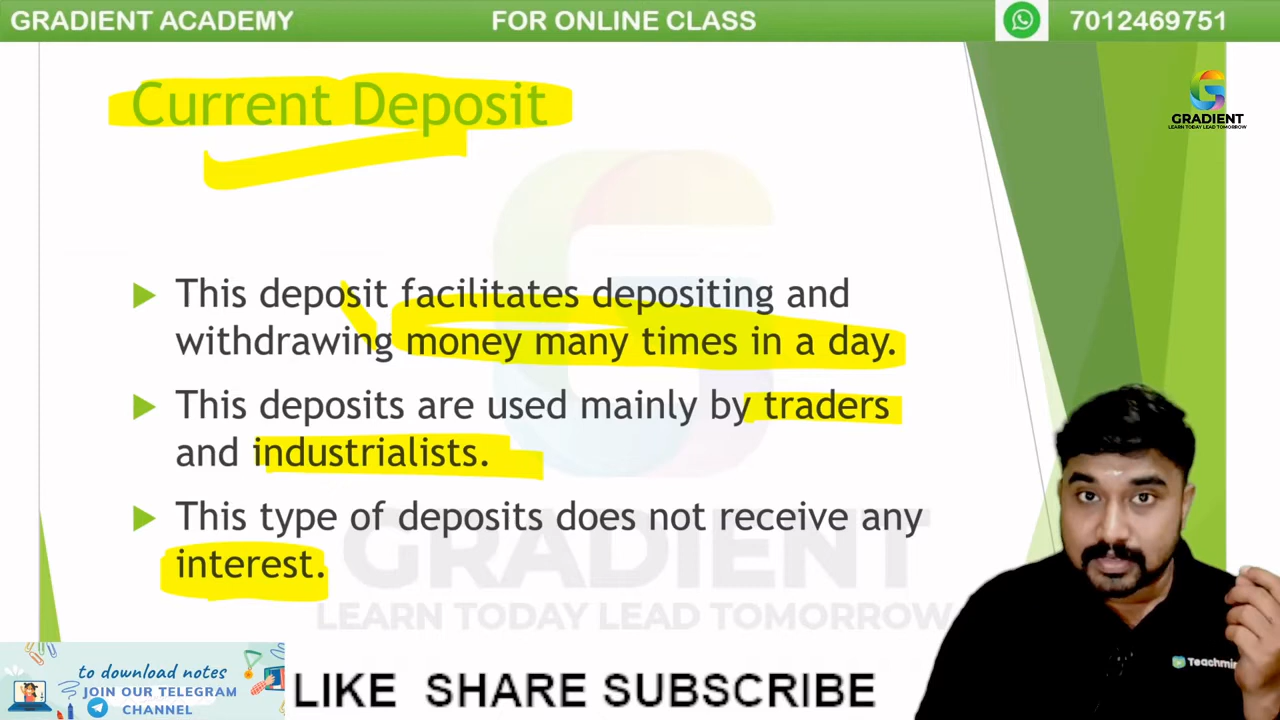 GRADIENT ACADEMY
FOR ONLINE CLASS
7012469751
Current Deposit
GRADIENT
LEARN TODAY LEAD TOMORROW
This deposit facilitates depositing and
withdrawing money many times in a day.
This deposits are used mainly by traders
and industrialists.
This type of deposits does not receive any
interest.
GRADIENT
LEARN TODAY LEAD TOMORROW
to download notes
JOIN OUR TELEGRAM
CHANNEL
LIKE SHARE SUBSCRIBE